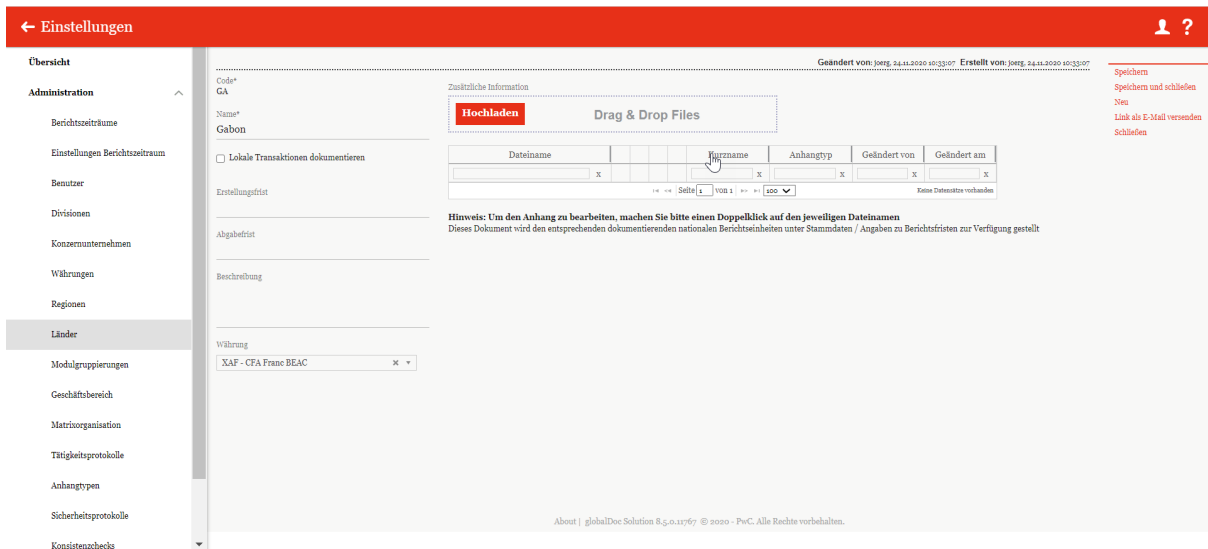 ← Einstellungen
?
Übersicht
Administration
Berichtszeiträume
Einstellungen Berichtszeitraum
Benutzer
Divisionen
Konzernunternehmen
Währungen
Regionen
Länder
Modulgruppierungen
Geschäftsbereich
Matrixorganisation
Tätigkeitsprotokolle
Anhangtypen
Sicherheitsprotokolle
Konsistenzchecks
Geändert von: joerg, 24.11.2020 10:33:07 Erstellt von: joerg, 24.11.2020 10:33:07
Code*
GA
Name*
Gabon
Lokale Transaktionen dokumentieren
Erstellungsfrist
Abgabefrist
Beschreibung
Währung
XAF - CFA Franc BEAC
Zusätzliche Information
Hochladen Drag & Drop Files
Dateiname Kurzname Anhangtyp Geändert von Geändert am
x x x x x
Seite 1 von 1 100 Keine Datensätze vorhanden
Hinweis: Um den Anhang zu bearbeiten, machen Sie bitte einen Doppelklick auf den jeweiligen Dateinamen
Dieses Dokument wird den entsprechenden dokumentierenden nationalen Berichtseinheiten unter Stammdaten / Angaben zu Berichtsfristen zur Verfügung gestellt
Speichern
Speichern und schließen
Neu
Link als E-Mail versenden
Schließen
About | globalDoc Solution 8.5.0.11767 © 2020 - PwC. Alle Rechte vorbehalten.